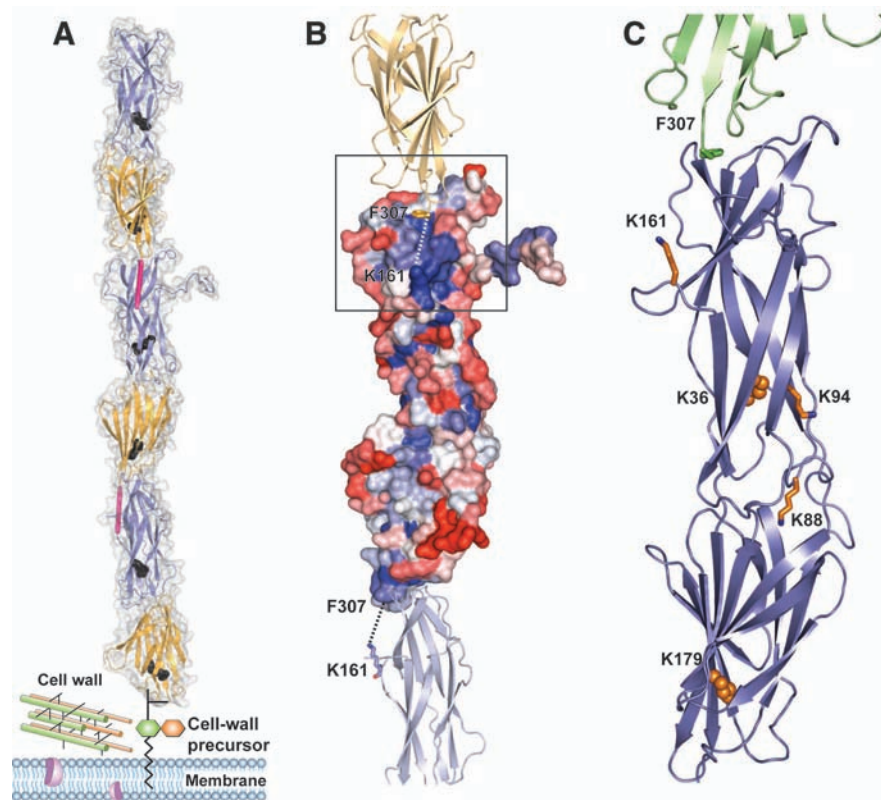 A
B
C
F307
K161
F307
K161
K36
K94
K88
K179
F307
K161
Cell wall
Cell-wall
precursor
Membrane